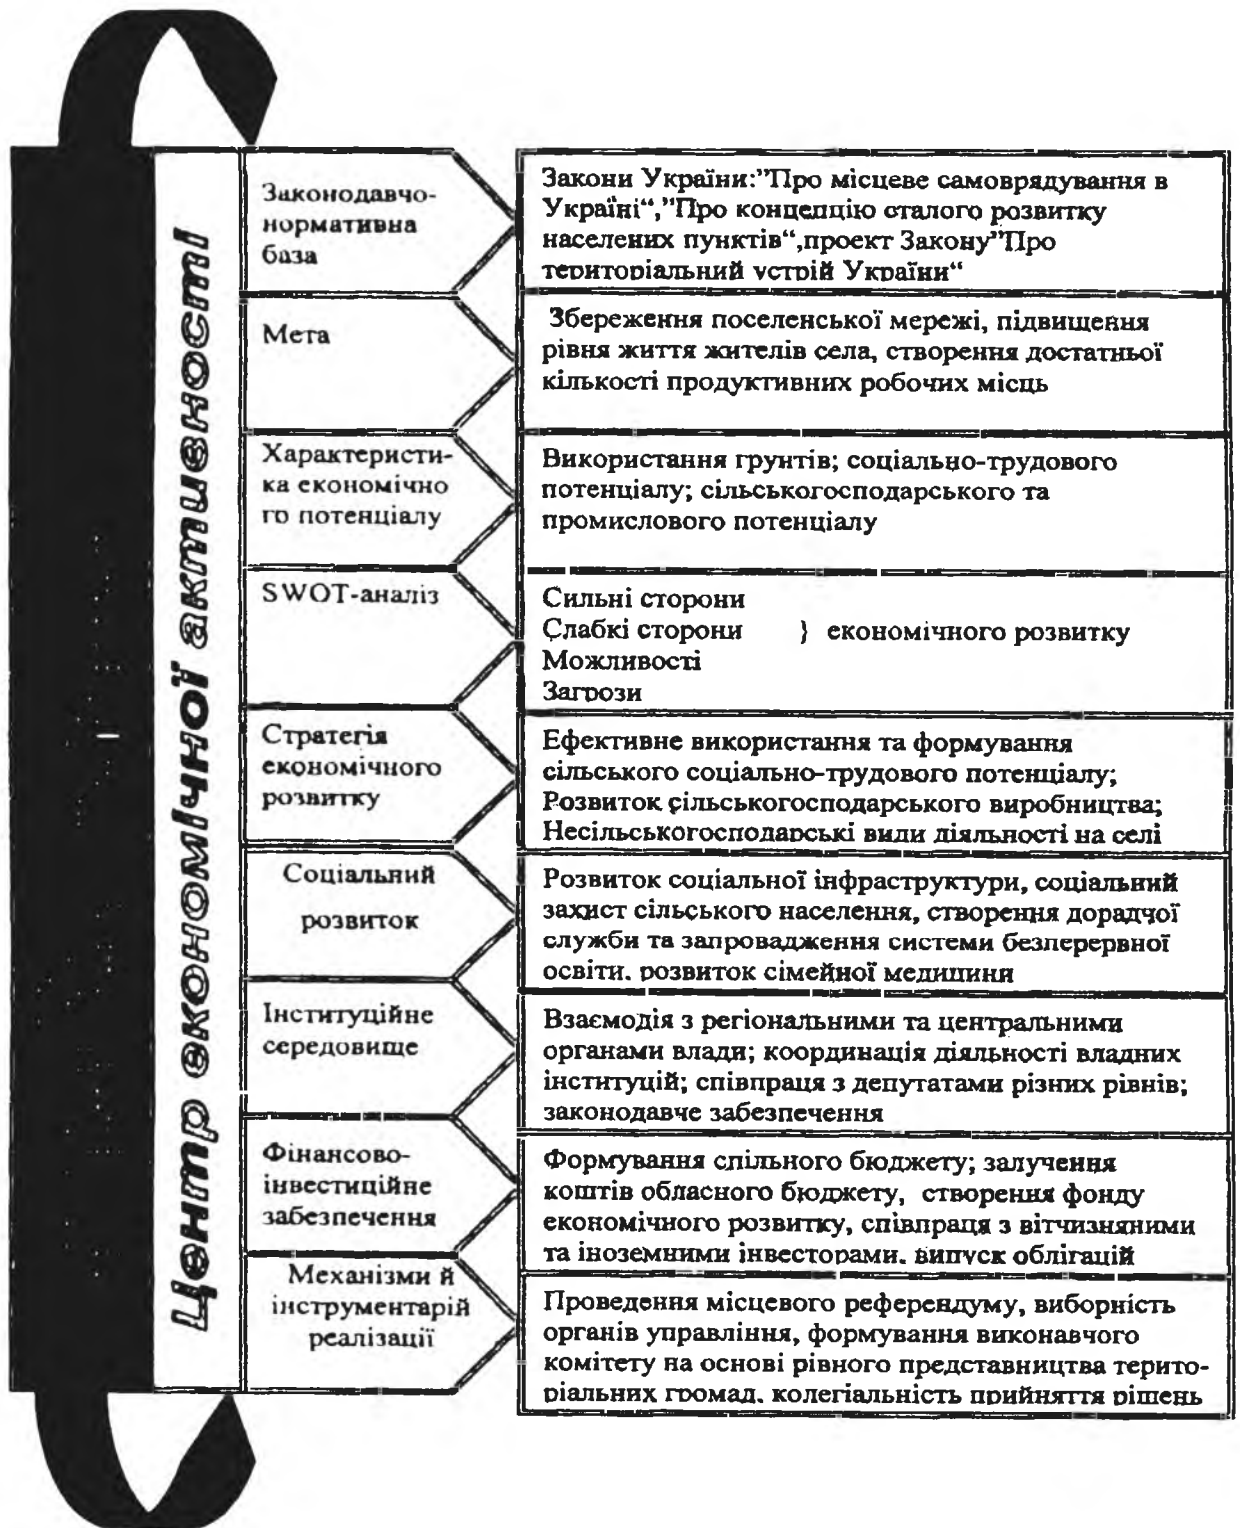 Центр економічної активності
Законодавчо-
нормативна
база
Закони України:”Про місцеве самоврядування в
Україні“,”Про концепцію сталого розвитку
населених пунктів“,проект Закону”Про
територіальний устрій України“
Мета
Збереження поселенської мережі, підвищення
рівня життя жителів села, створення достатньої
кількості продуктивних робочих місць
Характеристи-
ка економічно
го потенціалу
Використання грунтів; соціально-трудового
потенціалу; сільськогосподарського та
промислового потенціалу
SWOT-аналіз
Сильні сторони
Слабкі сторони } економічного розвитку
Можливості
Загрози
Стратегія
економічного
розвитку
Ефективне використання та формування
сільського соціально-трудового потенціалу;
Розвиток сільськогосподарського виробництва;
Несільськогосподарські види діяльності на селі
Соціальний
розвиток
Розвиток соціальної інфраструктури, соціальний
захист сільського населення, створення дорадчої
служби та запровадження системи безперервної
освіти, розвиток сімейної медицини
Інституційне
середовище
Взаємодія з регіональними та центральними
органами влади; координація діяльності владних
інституцій; співпраця з депутатами різних рівнів;
законодавче забезпечення
Фінансово-
інвестиційне
забезпечення
Формування спільного бюджету; залучення
коштів обласного бюджету, створення фонду
економічного розвитку, співпраця з вітчизняними
та іноземними інвесторами, випуск облігацій
Механізми й
інструментарій
реалізації
Проведення місцевого референдуму, виборність
органів управління, формування виконавчого
комітету на основі рівного представництва терито-
ріальних громад, колегіальність прийняття рішень